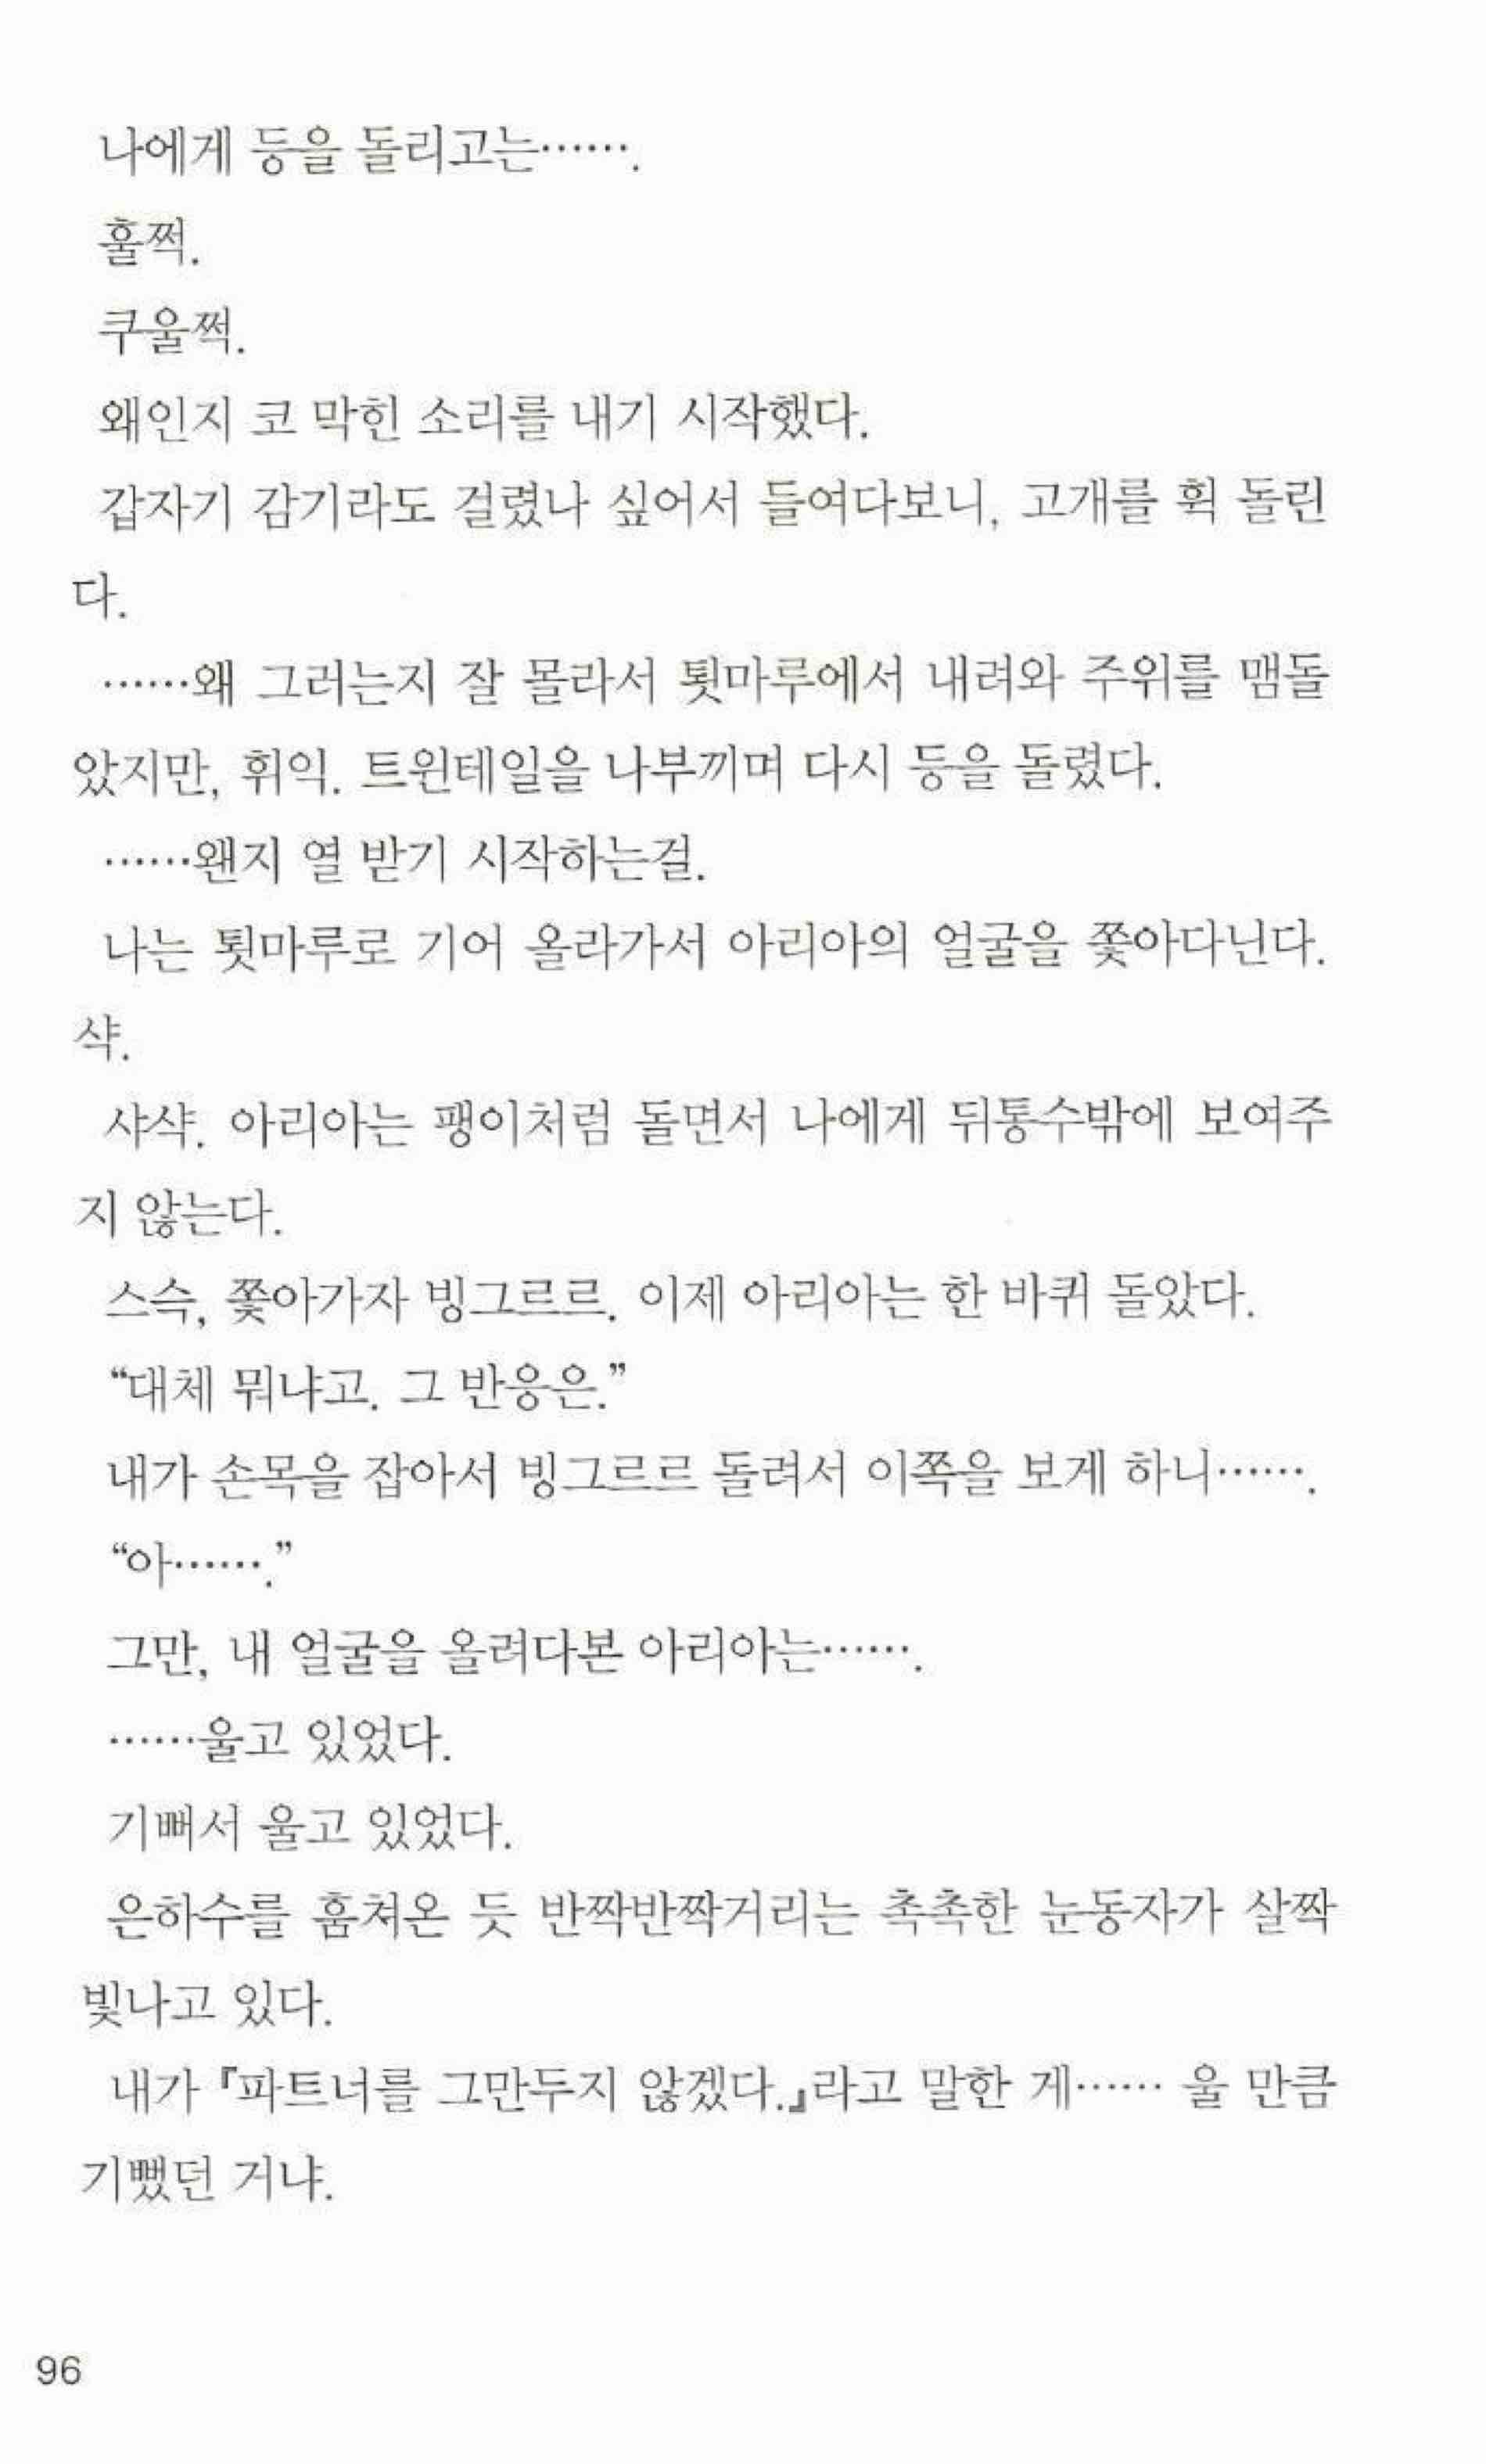 나에게 등을 돌리고는…….
훌쩍.
쿠울쩍.
왜인지 코 막힌 소리를 내기 시작했다.
갑자기 감기라도 걸렸나 싶어서 들여다보니, 고개를 휙 돌린
다.
……왜 그러는지 잘 몰라서 툇마루에서 내려와 주위를 맴돌
았지만, 휘익. 트윈테일을 나부끼며 다시 등을 돌렸다.
……왠지 열 받기 시작하는걸.
나는 툇마루로 기어 올라가서 아리아의 얼굴을 쫓아다닌다.
샥.
샤샥. 아리아는 팽이처럼 돌면서 나에게 뒤통수밖에 보여주
지 않는다.
스슥, 쫓아가자 빙그르르. 이제 아리아는 한 바퀴 돌았다.
“대체 뭐냐고. 그 반응은.”
내가 손목을 잡아서 빙그르르 돌려서 이쪽을 보게 하니…….
“아…….”
그만, 내 얼굴을 올려다본 아리아는…….
……울고 있었다.
기뻐서 울고 있었다.
은하수를 훔쳐온 듯 반짝반짝거리는 촉촉한 눈동자가 살짝
빛나고 있다.
내가 『파트너를 그만두지 않겠다.』라고 말한 게…… 울 만큼
기뻤던 거냐.
96